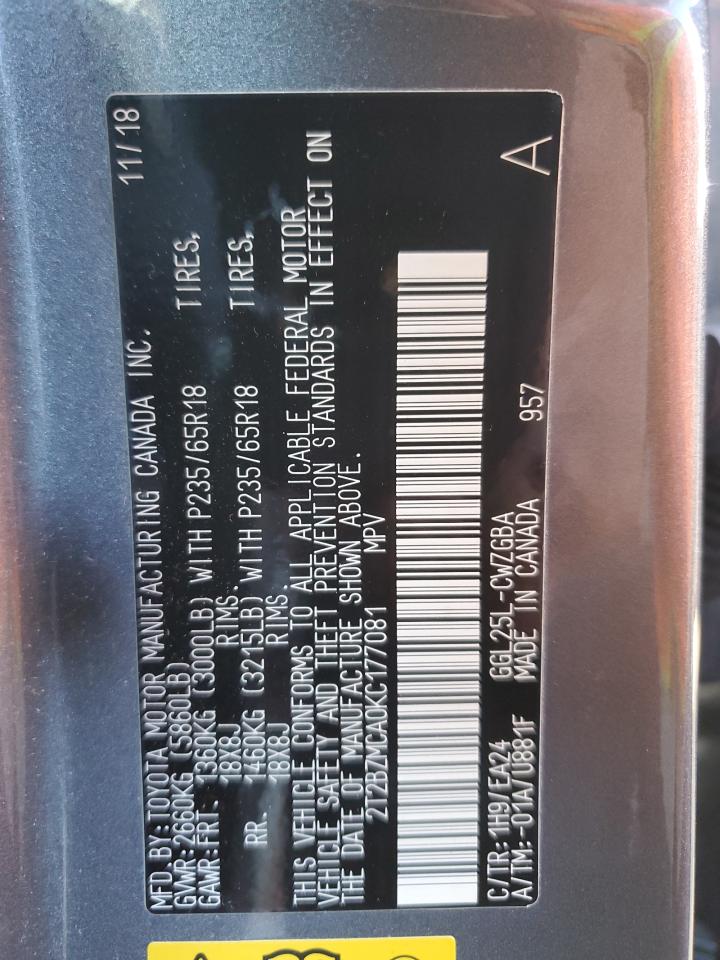 MFD.BY:TOYOTA MOTOR MANUFACTURING CANADA INC. 11/18
GVWR:2660KG (5860LB)
GAWR:FRT. 1360KG (3000LB) WITH P235/65R18 TIRES,
18X8J RIMS.
RR. 1460KG (3215LB) WITH P235/65R18 TIRES,
18X8J RIMS.
THIS VEHICLE CONFORMS TO ALL APPLICABLE FEDERAL MOTOR
VEHICLE SAFETY AND THEFT PREVENTION STANDARDS IN EFFECT ON
THE DATE OF MANUFACTURE SHOWN ABOVE.
2T2BZMCA0KC177081 MPV
C/TR:1H9/EA24 GGL25L-CWZGBA
A/TM:-01A/U881F MADE IN CANADA 957 A